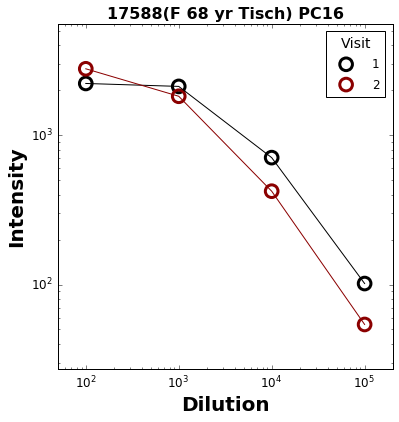 17588(F 68 yr Tisch) PC16
Visit
1
2
Intensity
10³
10²
10² 10³ 10⁴ 10⁵
Dilution